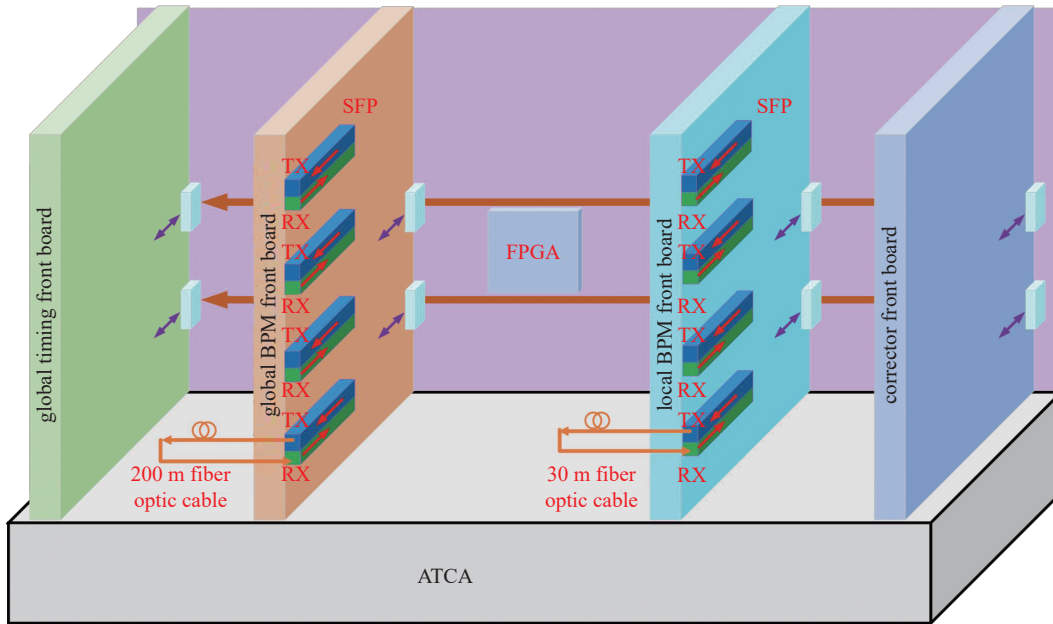 SFP
SFP
global timing front board
global BPM front board
TX
RX
TX
RX
TX
RX
TX
RX
FPGA
local BPM front board
TX
RX
TX
RX
TX
RX
TX
RX
corrector front board
200 m fiber
optic cable
30 m fiber
optic cable
ATCA